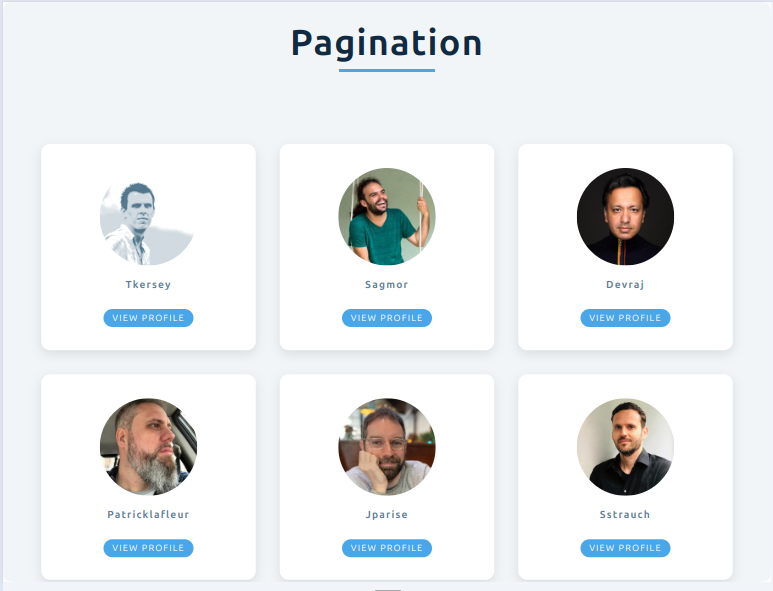 Pagination
Tkersey
Sagmor
Devraj
VIEW PROFILE
VIEW PROFILE
VIEW PROFILE
Patricklafleur
Jparise
Sstrauch
VIEW PROFILE
VIEW PROFILE
VIEW PROFILE